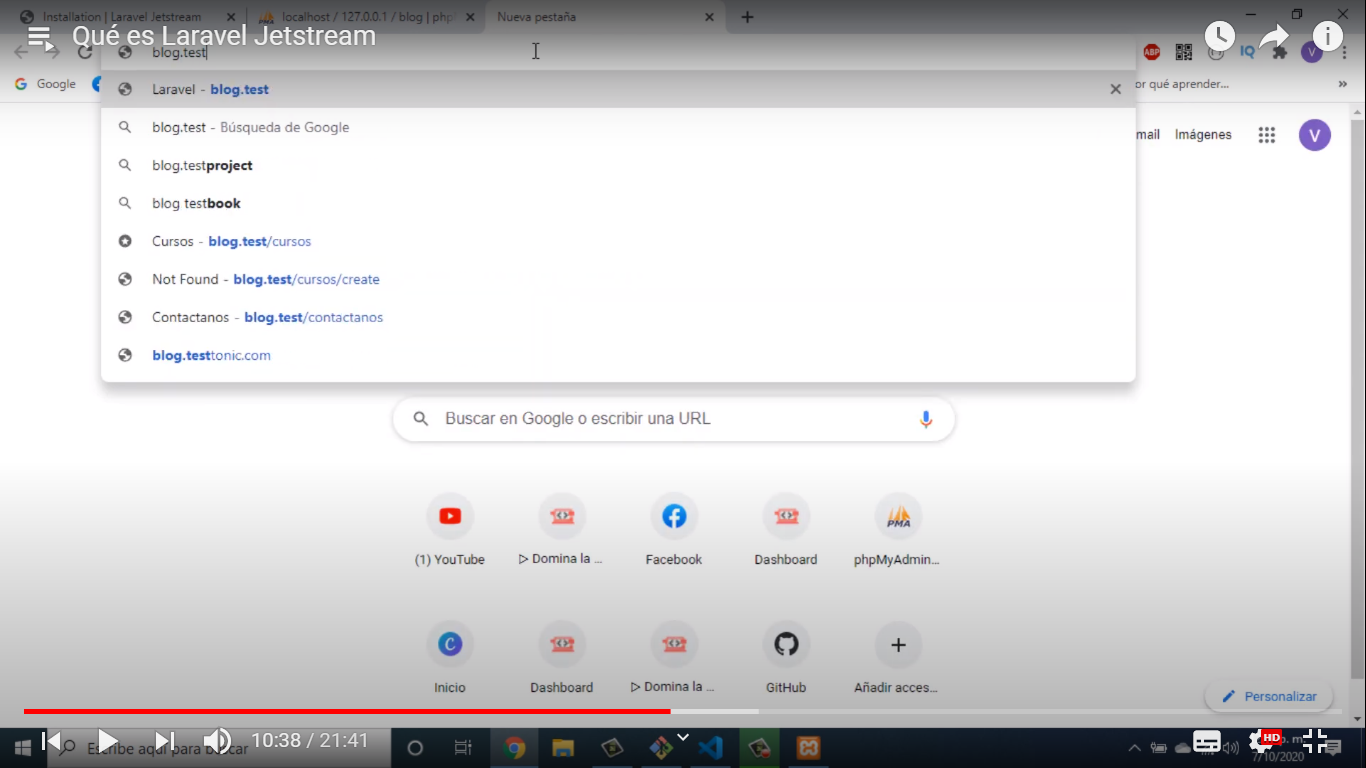 Installation | Laravel Jetstream
localhost / 127.0.0.1 / blog | php
Nueva pestaña
Qué es Laravel Jetstream
blog.test
ABP
IQ
V
Google
or qué aprender...
»
Laravel - blog.test
blog.test - Búsqueda de Google
mail
Imágenes
V
blog.testproject
blog testbook
Cursos - blog.test/cursos
Not Found - blog.test/cursos/create
Contactanos - blog.test/contactanos
blog.testtonic.com
Buscar en Google o escribir una URL
PMA
(1) YouTube
▷ Domina la ...
Facebook
Dashboard
phpMyAdmin...
C
Inicio
Dashboard
▷ Domina la ...
GitHub
Añadir acces...
Personalizar
Escribe aquí para buscar
10:38 / 21:41
HD
p. m.
7/10/2020